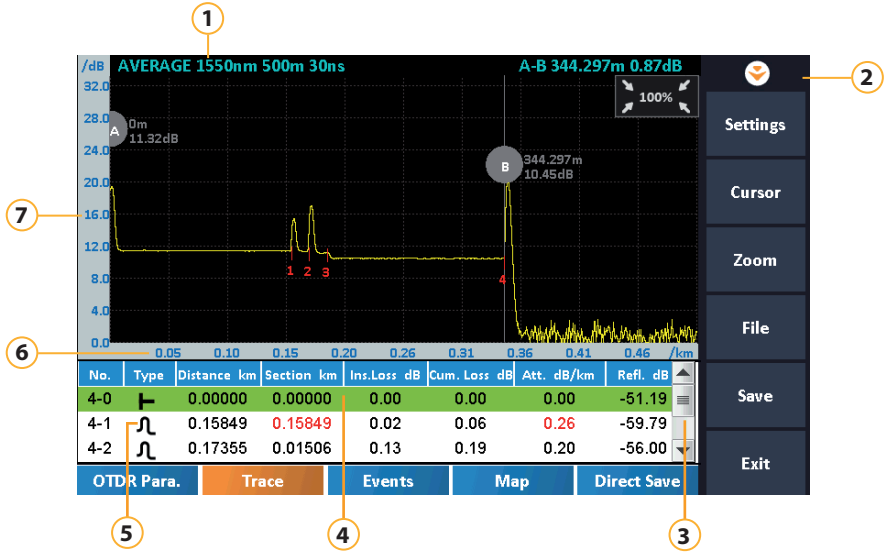 1
/dB AVERAGE 1550nm 500m 30ns A-B 344.297m 0.87dB
2
32.0
100%
28.0
A 0m
11.32dB
Settings
24.0
B 344.297m
10.45dB
20.0
Cursor
7
16.0
12.0
Zoom
1 2 3 4
8.0
4.0
File
0.0
6
0.05 0.10 0.15 0.20 0.26 0.31 0.36 0.41 0.46 /km
No. Type Distance km Section km Ins.Loss dB Cum. Loss dB Att. dB/km Refl. dB
4-0 0.00000 0.00000 0.00 0.00 0.00 -51.19
Save
4-1 0.15849 0.15849 0.02 0.06 0.26 -59.79
4-2 0.17355 0.01506 0.13 0.19 0.20 -56.00
Exit
OTDR Para. Trace Events Map Direct Save
5
4
3